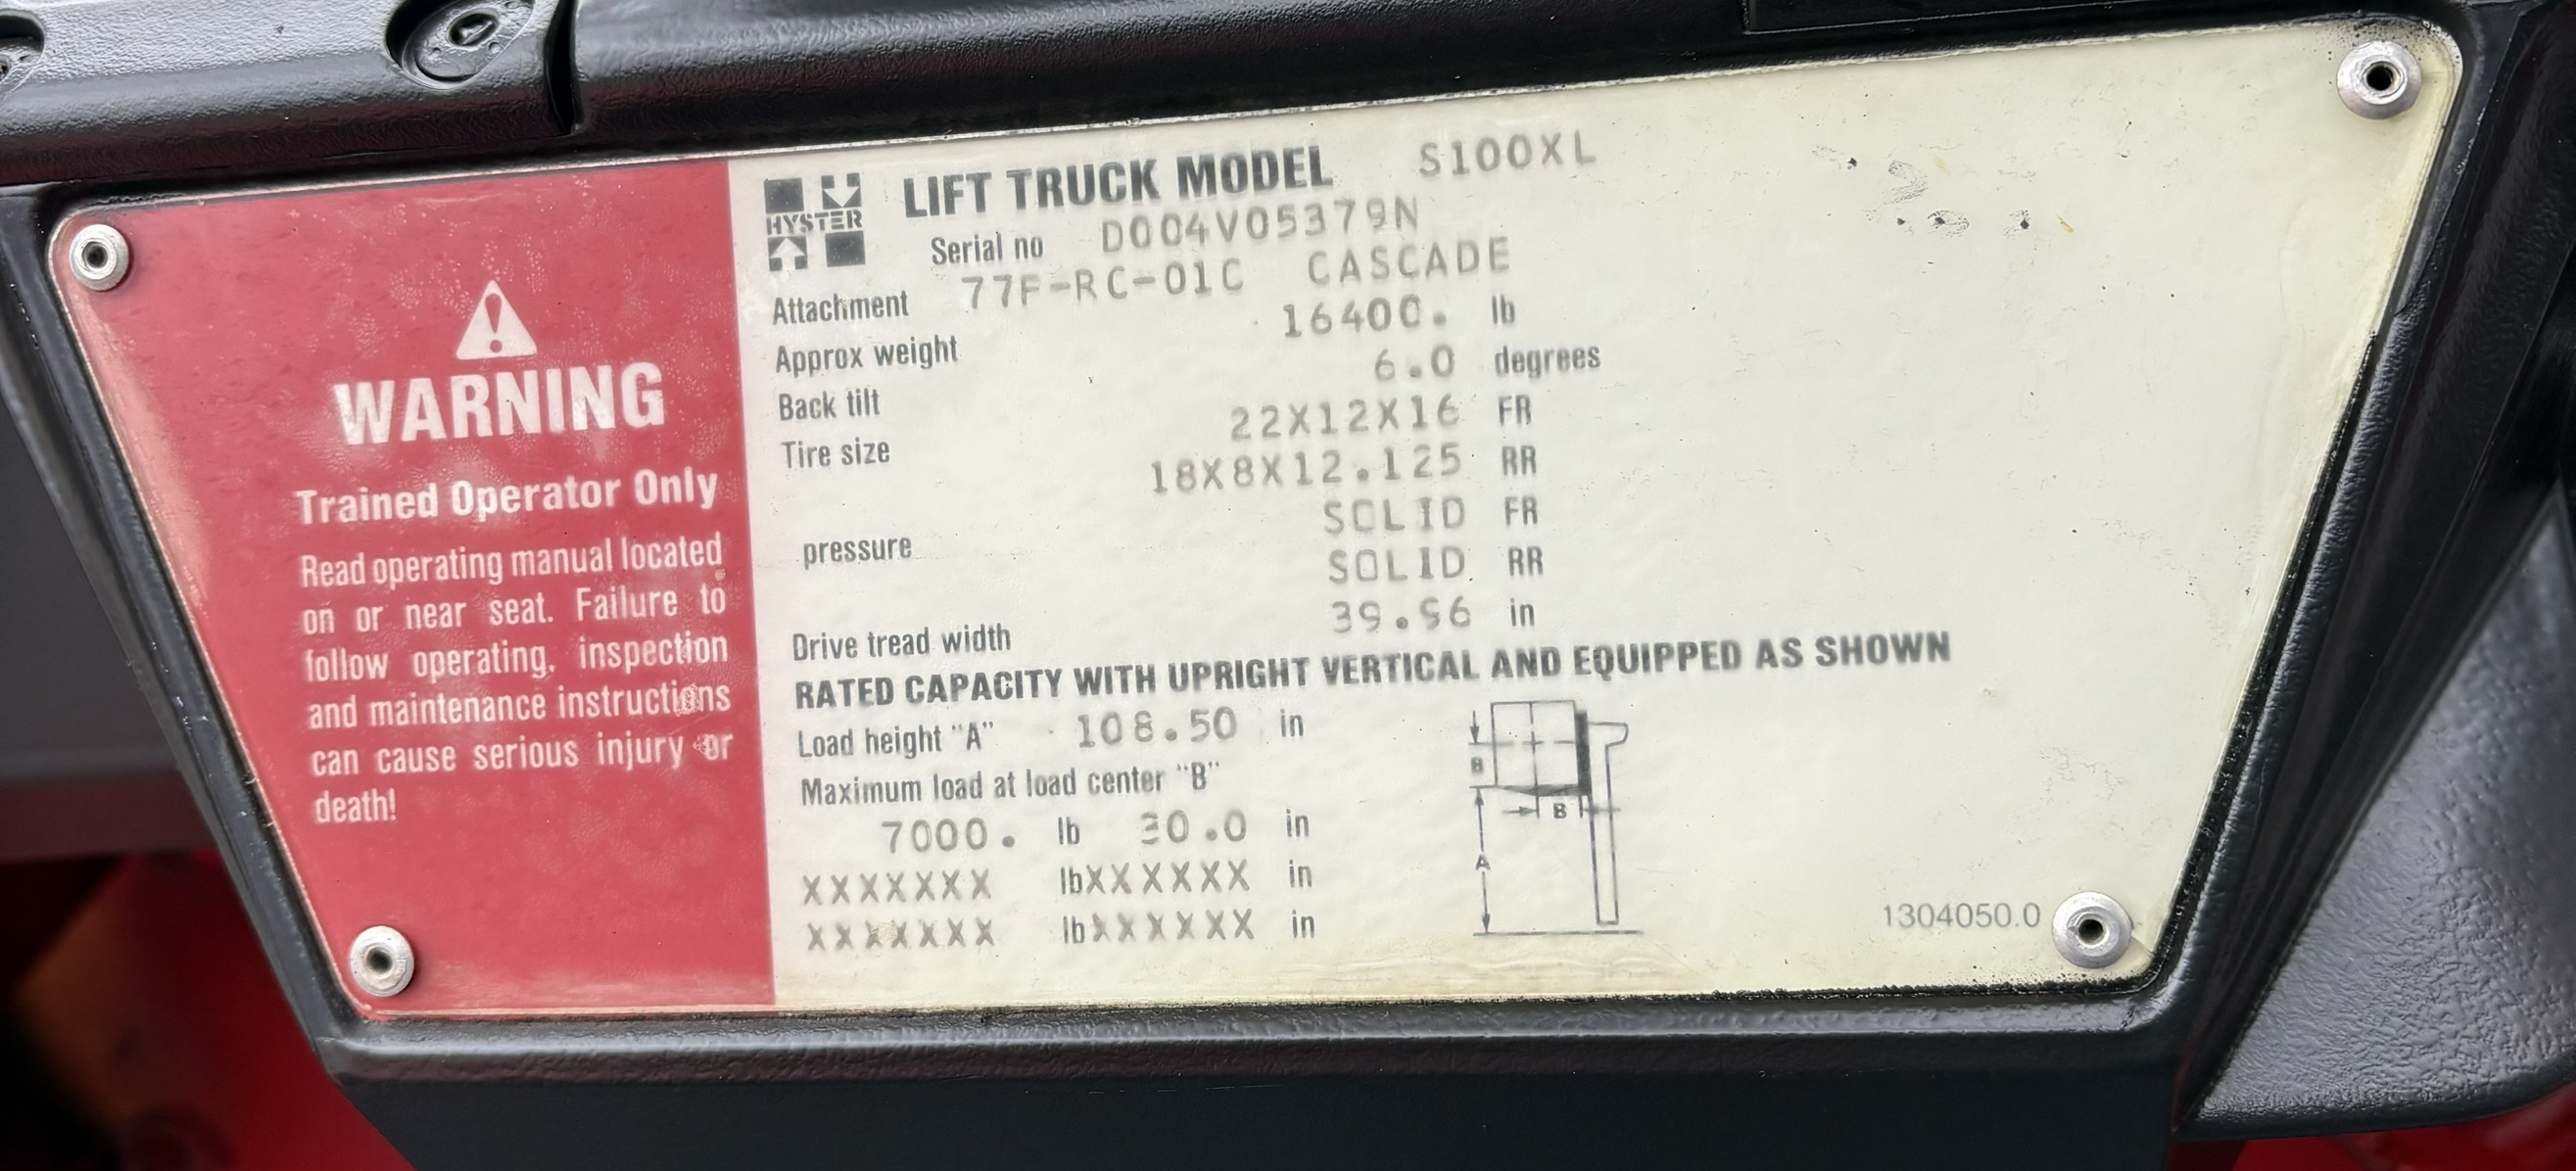 WARNING
Trained Operator Only
Read operating manual located
on or near seat. Failure to
follow operating, inspection
and maintenance instructions
can cause serious injury or
death!
HYSTER
LIFT TRUCK MODEL S100XL
Serial no D004V05379N
Attachment 77F-RC-01C CASCADE
Approx weight 16400. lb
Back tilt 6.0 degrees
Tire size 22X12X16 FR
18X8X12.125 RR
pressure SOLID FR
SOLID RR
Drive tread width 39.56 in
RATED CAPACITY WITH UPRIGHT VERTICAL AND EQUIPPED AS SHOWN
Load height "A" 108.50 in
Maximum load at load center "B"
7000. lb 30.0 in
XXXXXXX lbXXXXXX in
XXXXXXX lbXXXXXX in
B
B
A
1304050.0